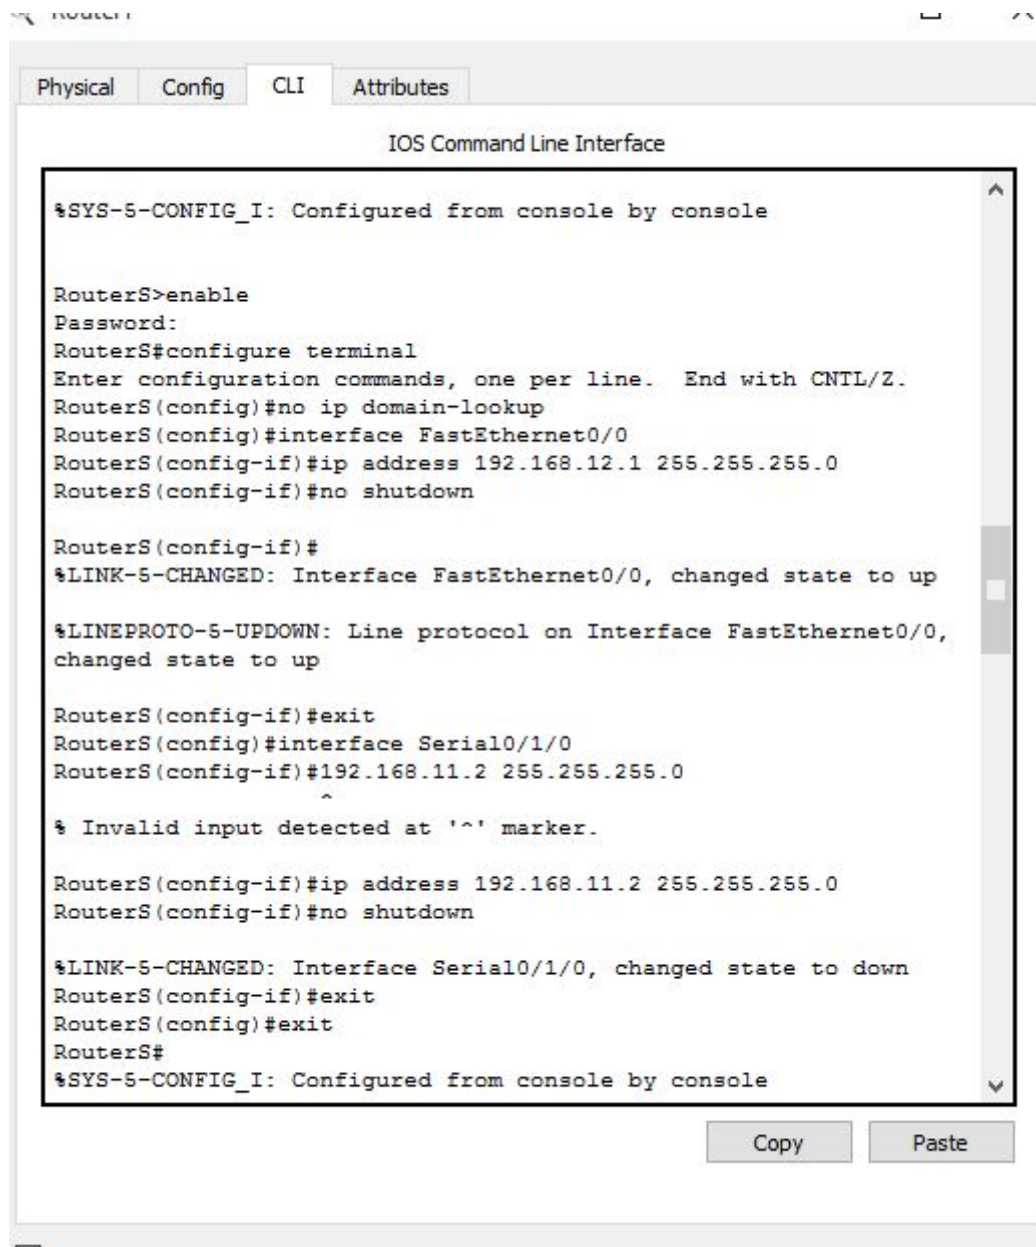 Physical Config CLI Attributes
IOS Command Line Interface
%SYS-5-CONFIG_I: Configured from console by console
RouterS>enable
Password:
RouterS#configure terminal
Enter configuration commands, one per line.  End with CNTL/Z.
RouterS(config)#no ip domain-lookup
RouterS(config)#interface FastEthernet0/0
RouterS(config-if)#ip address 192.168.12.1 255.255.255.0
RouterS(config-if)#no shutdown
RouterS(config-if)#
%LINK-5-CHANGED: Interface FastEthernet0/0, changed state to up
%LINEPROTO-5-UPDOWN: Line protocol on Interface FastEthernet0/0,
changed state to up
RouterS(config-if)#exit
RouterS(config)#interface Serial0/1/0
RouterS(config-if)#192.168.11.2 255.255.255.0
^
% Invalid input detected at '^' marker.
RouterS(config-if)#ip address 192.168.11.2 255.255.255.0
RouterS(config-if)#no shutdown
%LINK-5-CHANGED: Interface Serial0/1/0, changed state to down
RouterS(config-if)#exit
RouterS(config)#exit
RouterS#
%SYS-5-CONFIG_I: Configured from console by console
Copy Paste